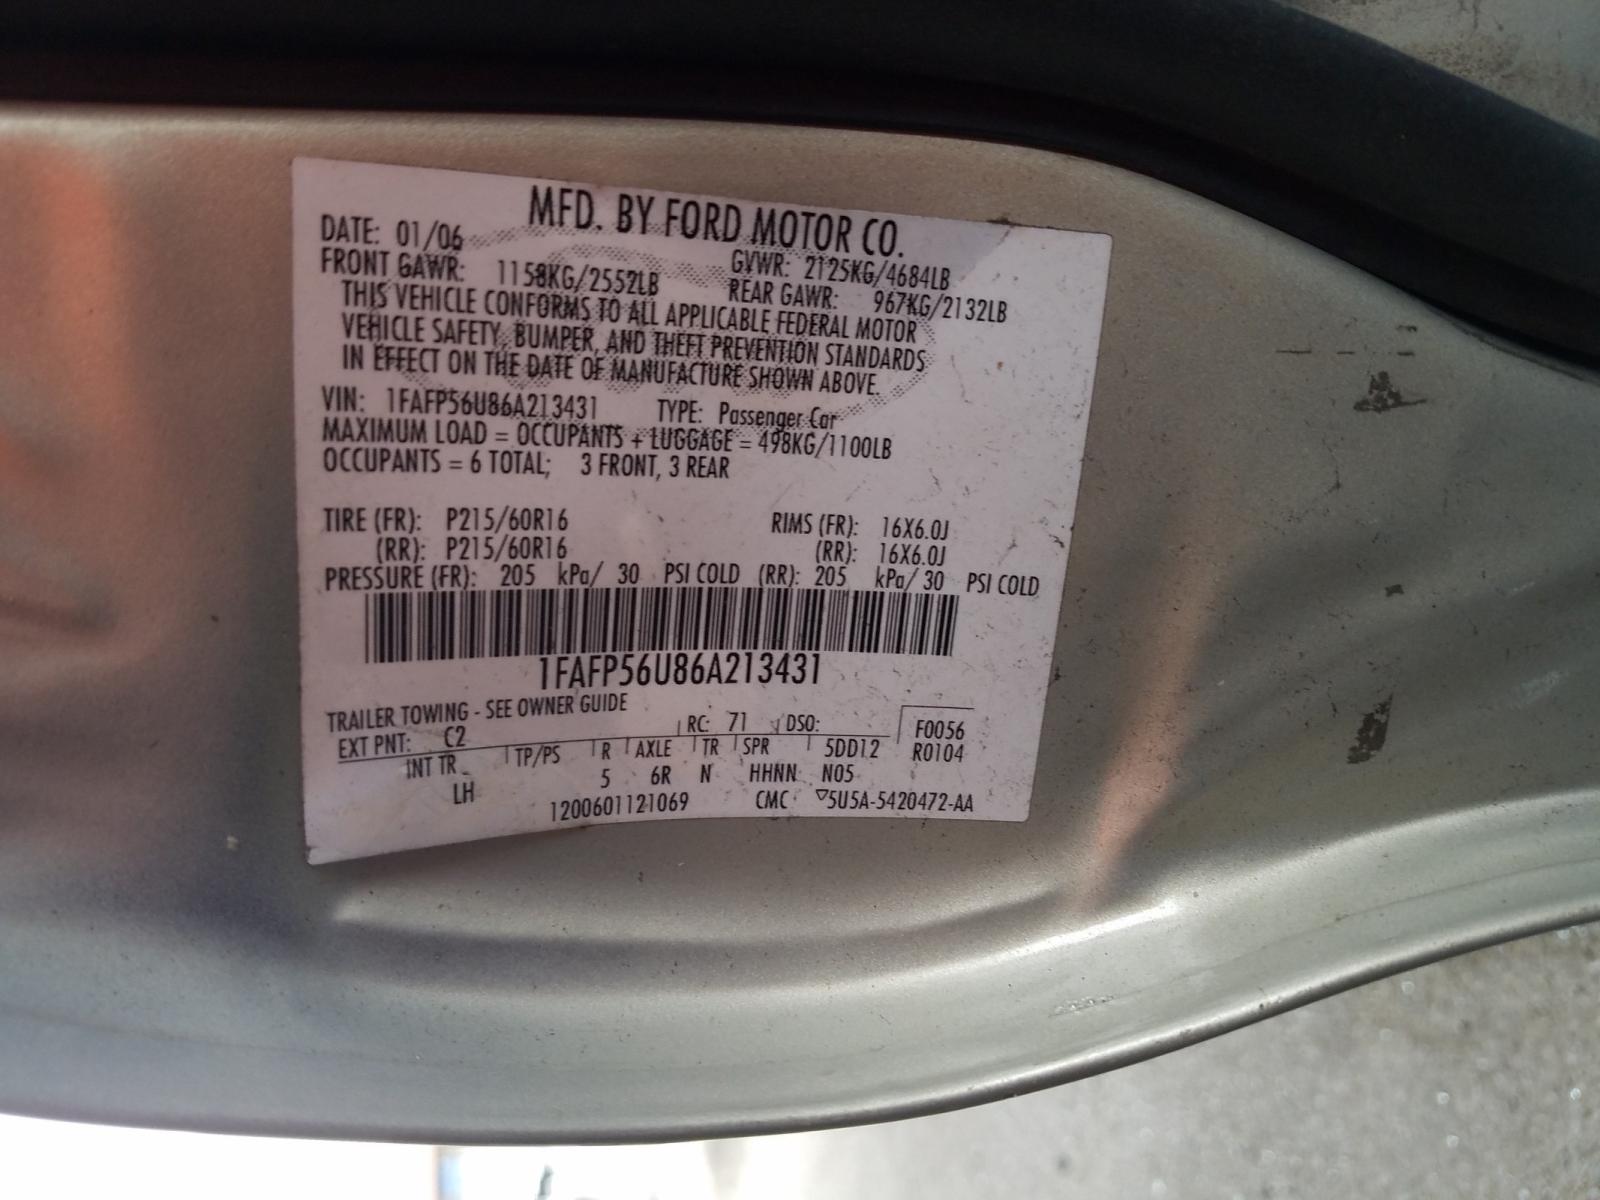 MFD. BY FORD MOTOR CO.
DATE: 01/06 GVWR: 2125KG/4684LB
FRONT GAWR: 1158KG/2552LB REAR GAWR: 967KG/2132LB
THIS VEHICLE CONFORMS TO ALL APPLICABLE FEDERAL MOTOR
VEHICLE SAFETY, BUMPER, AND THEFT PREVENTION STANDARDS
IN EFFECT ON THE DATE OF MANUFACTURE SHOWN ABOVE.
VIN: 1FAFP56U86A213431 TYPE: Passenger Car
MAXIMUM LOAD = OCCUPANTS + LUGGAGE = 498KG/1100LB
OCCUPANTS = 6 TOTAL; 3 FRONT, 3 REAR
TIRE (FR): P215/60R16 RIMS (FR): 16X6.0J
(RR): P215/60R16 (RR): 16X6.0J
PRESSURE (FR): 205 kPa/ 30 PSI COLD (RR): 205 kPa/ 30 PSI COLD
1FAFP56U86A213431
TRAILER TOWING - SEE OWNER GUIDE
EXT PNT: C2 RC: 71 DSO: F0056
INT TR TP/PS R AXLE TR SPR 5DD12 R0104
LH 5 6R N HHNN N05
1200601121069 CMC ▽5U5A-5420472-AA